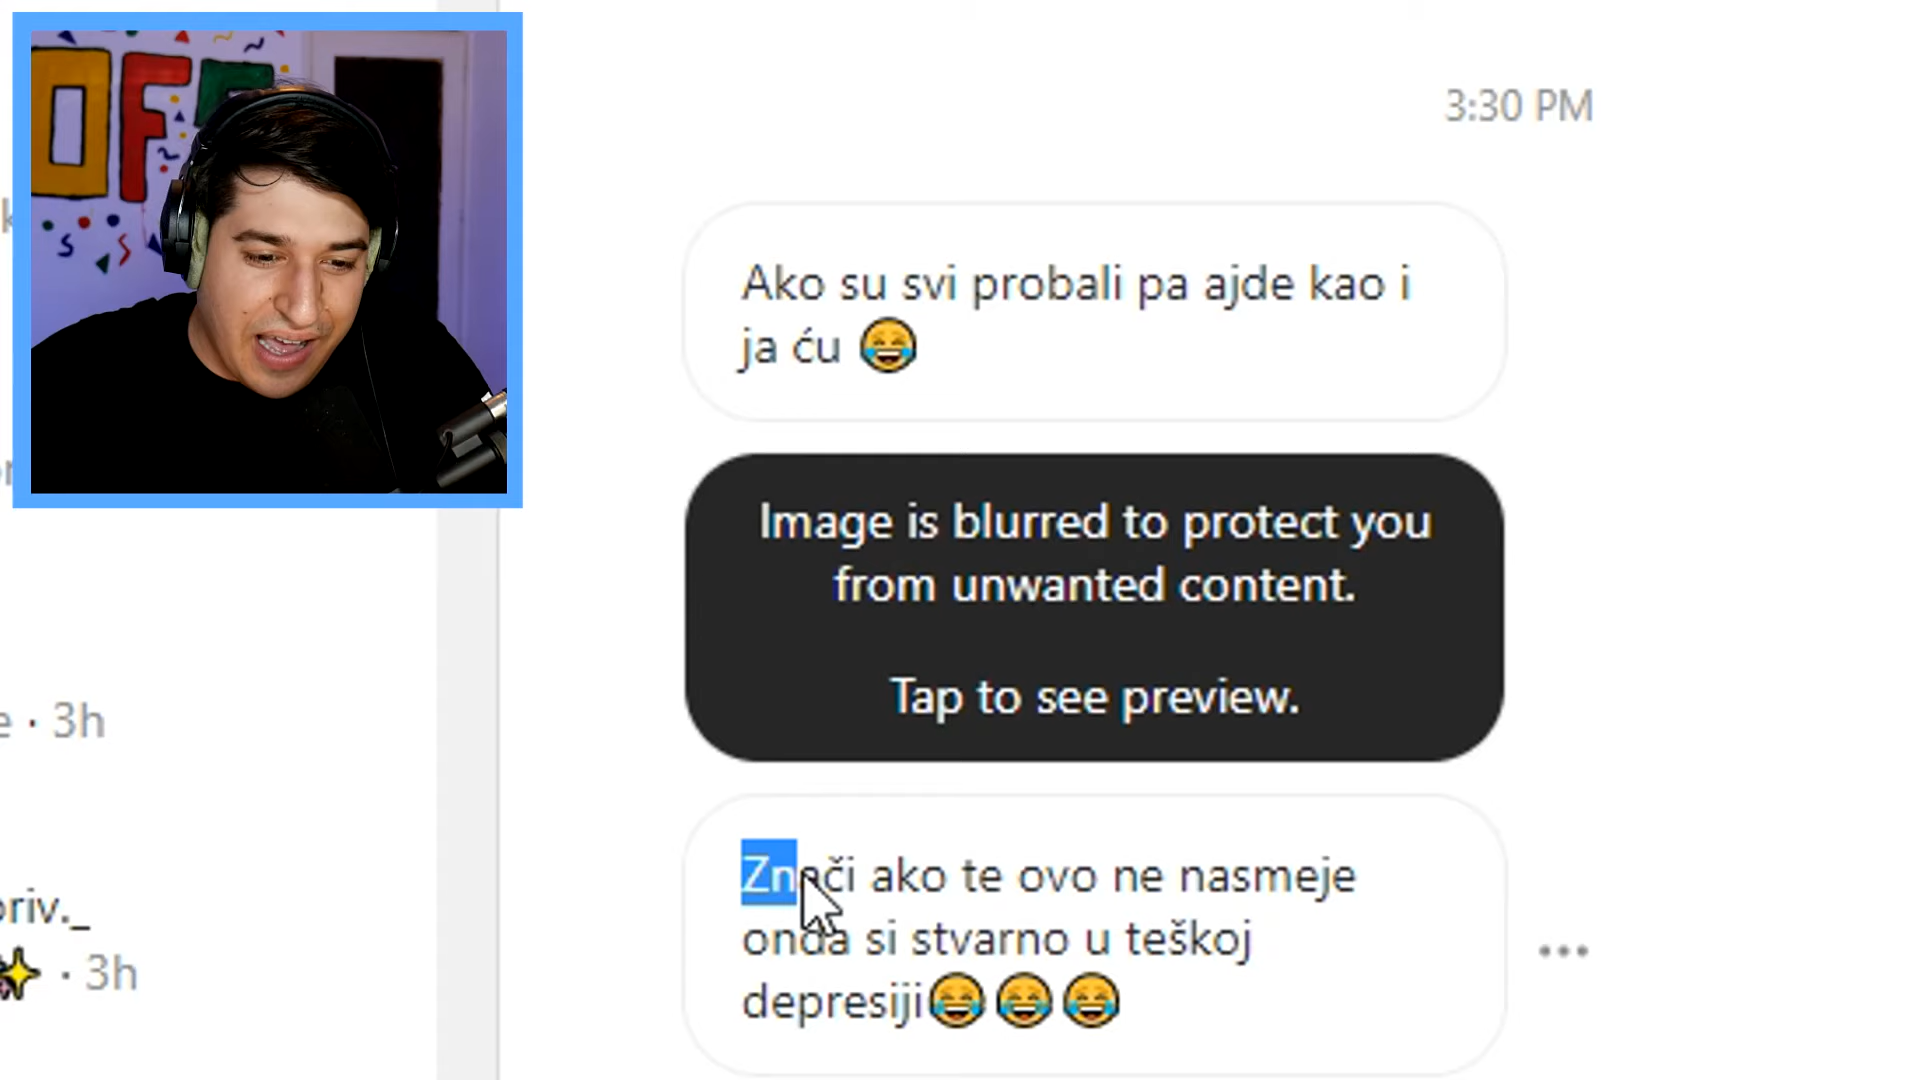 OFF
3:30 PM
Ako su svi probali pa ajde kao i
ja ću 😂
Image is blurred to protect you
from unwanted content.
Tap to see preview.
e · 3h
Znači ako te ovo ne nasmeje
onda si stvarno u teškoj
depresiji😂😂😂
priv._
✨ · 3h